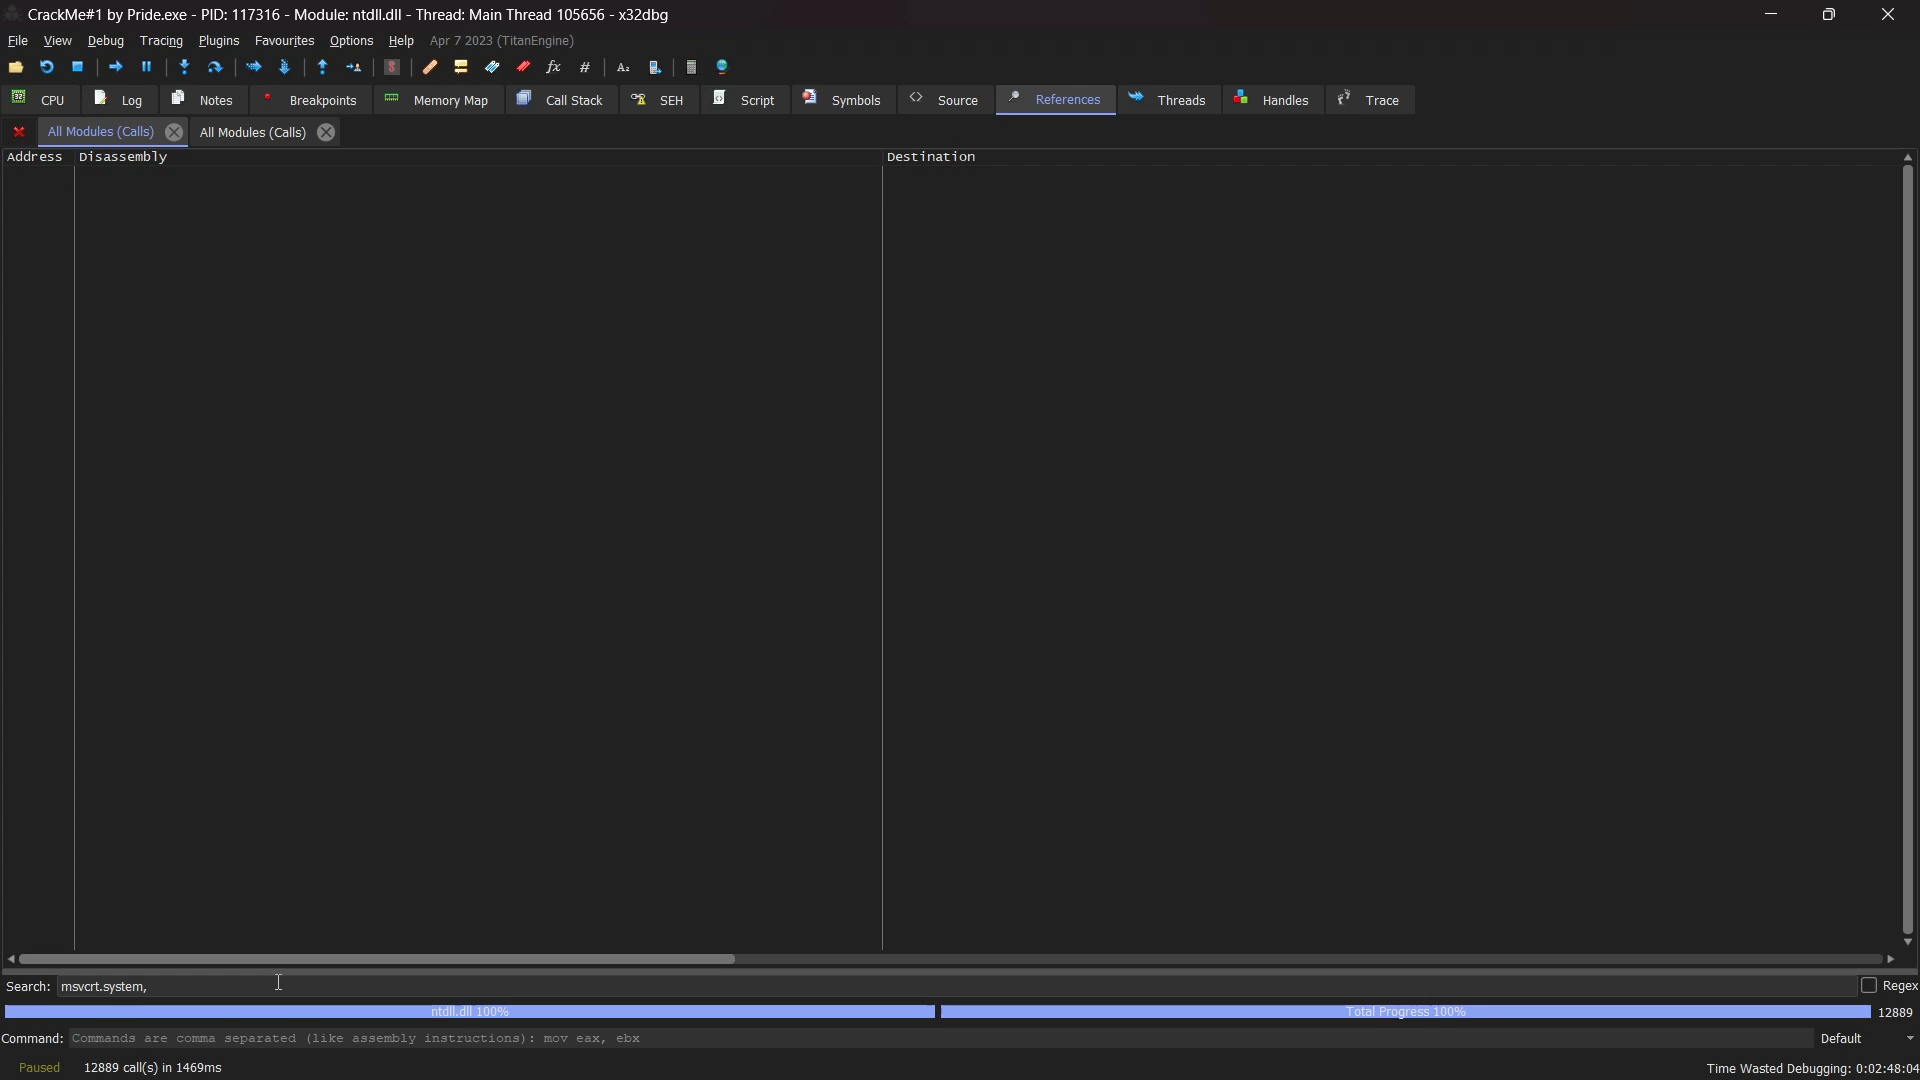 CrackMe#1 by Pride.exe - PID: 117316 - Module: ntdll.dll - Thread: Main Thread 105656 - x32dbg
File View Debug Tracing Plugins Favourites Options Help Apr 7 2023 (TitanEngine)
CPU Log Notes Breakpoints Memory Map Call Stack SEH Script Symbols Source References Threads Handles Trace
All Modules (Calls) All Modules (Calls)
Address Disassembly Destination
Search: msvcrt.system, Regex
ntdll.dll 100% Total Progress 100% 12889
Command: Commands are comma separated (like assembly instructions): mov eax, ebx Default
Paused 12889 call(s) in 1469ms Time Wasted Debugging: 0:02:48:04